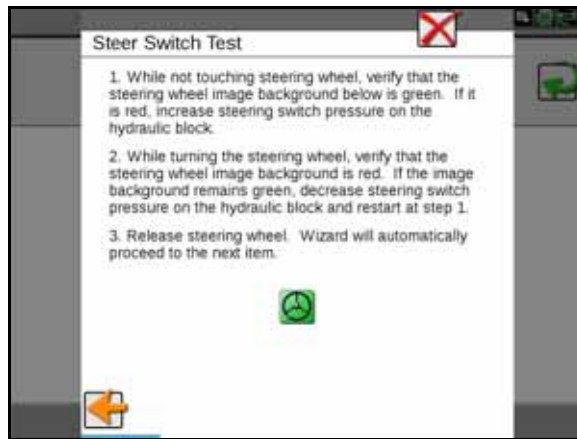 Steer Switch Test
1. While not touching steering wheel, verify that the
steering wheel image background below is green. If it
is red, increase steering switch pressure on the
hydraulic block.
2. While turning the steering wheel, verify that the
steering wheel image background is red. If the image
background remains green, decrease steering switch
pressure on the hydraulic block and restart at step 1.
3. Release steering wheel. Wizard will automatically
proceed to the next item.